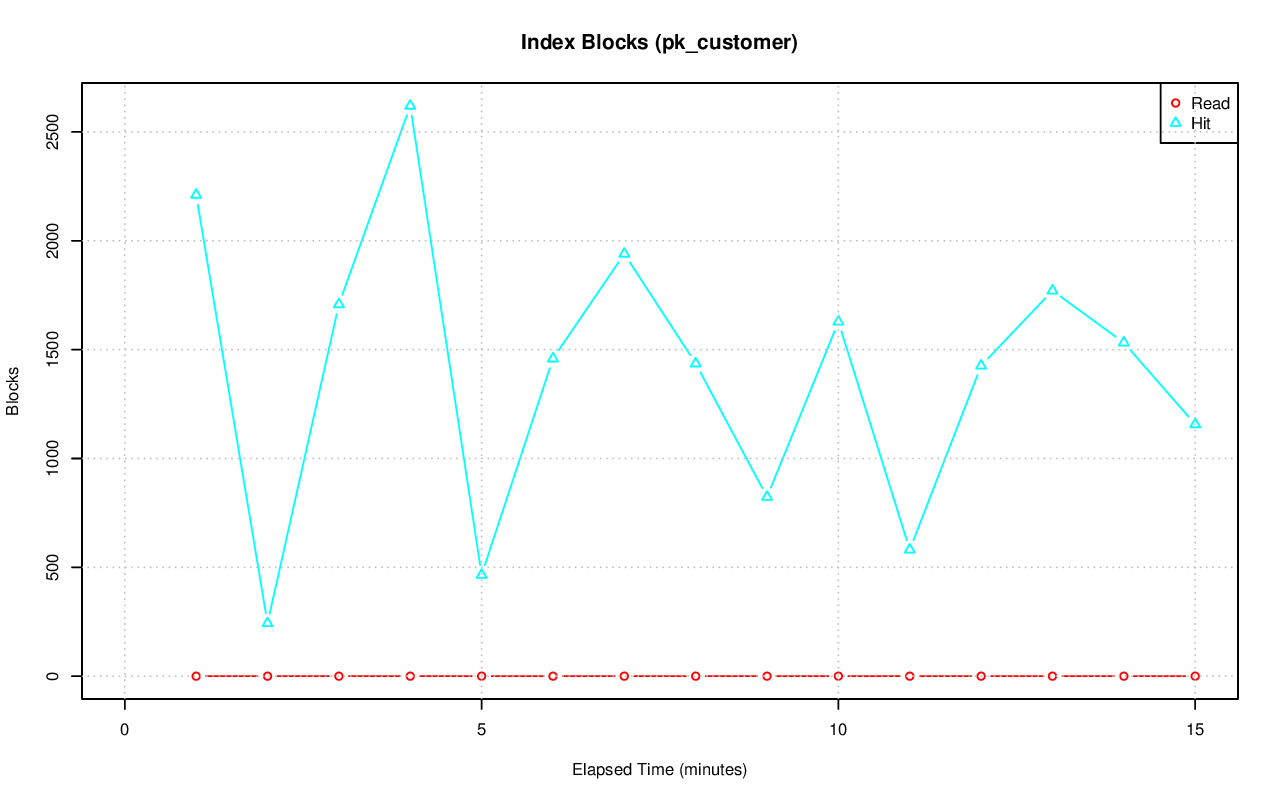 Index Blocks (pk_customer)
Read
Hit
2500
2000
1500
1000
500
0
Blocks
0 5 10 15
Elapsed Time (minutes)